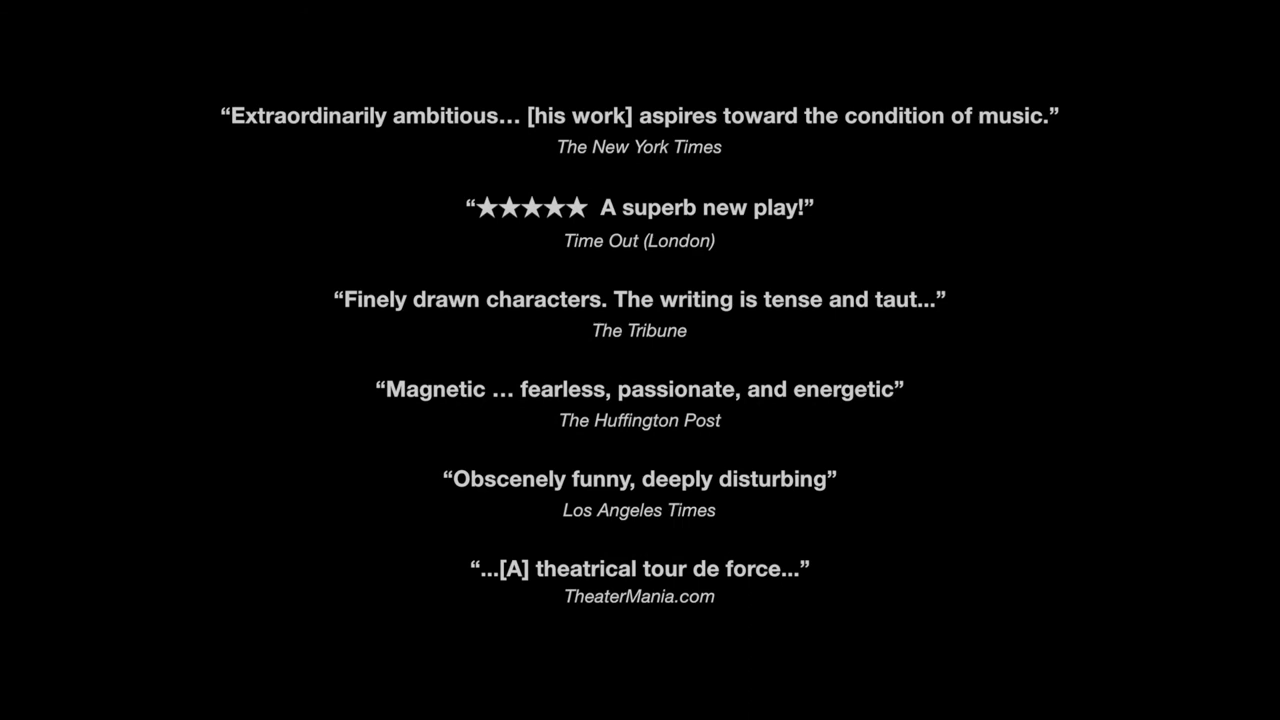 “Extraordinarily ambitious… [his work] aspires toward the condition of music.”
The New York Times
“★★★★★ A superb new play!”
Time Out (London)
“Finely drawn characters. The writing is tense and taut...”
The Tribune
“Magnetic … fearless, passionate, and energetic”
The Huffington Post
“Obscenely funny, deeply disturbing”
Los Angeles Times
“...[A] theatrical tour de force...”
TheaterMania.com